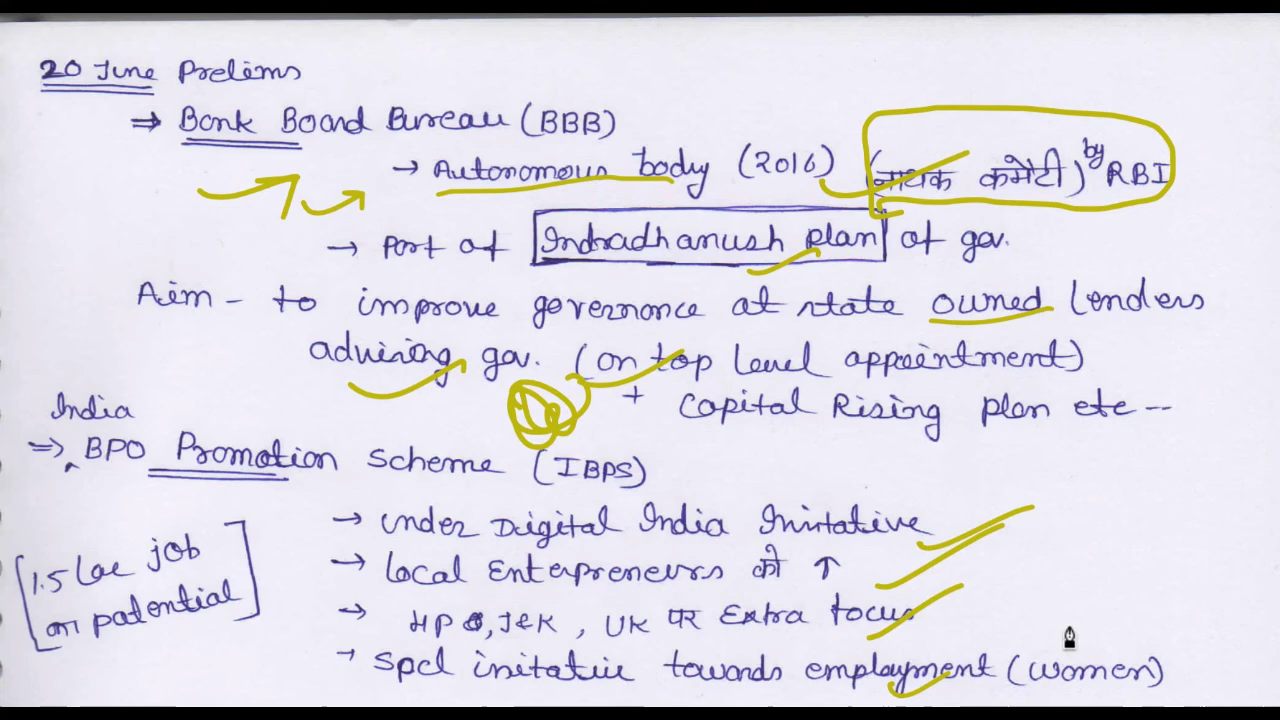 20 June Prelims
⇒ Bank Board Bureau (BBB)
→ Autonomous body (2016) (नायक कमेटी) by RBI
→ Part of Indradhanush plan of gov.
Aim - to improve governance at state owned lenders
advising gov. (on top level appointment)
+ Capital Rising plan etc --
India
⇒ BPO Promotion Scheme (IBPS)
→ under Digital India Initative
→ Local Enterpreneurs को ↑
→ HP, J&K, UK पर Extra focus
→ Spcl initative towards employment (women)
[1.5 lac job
on potential]